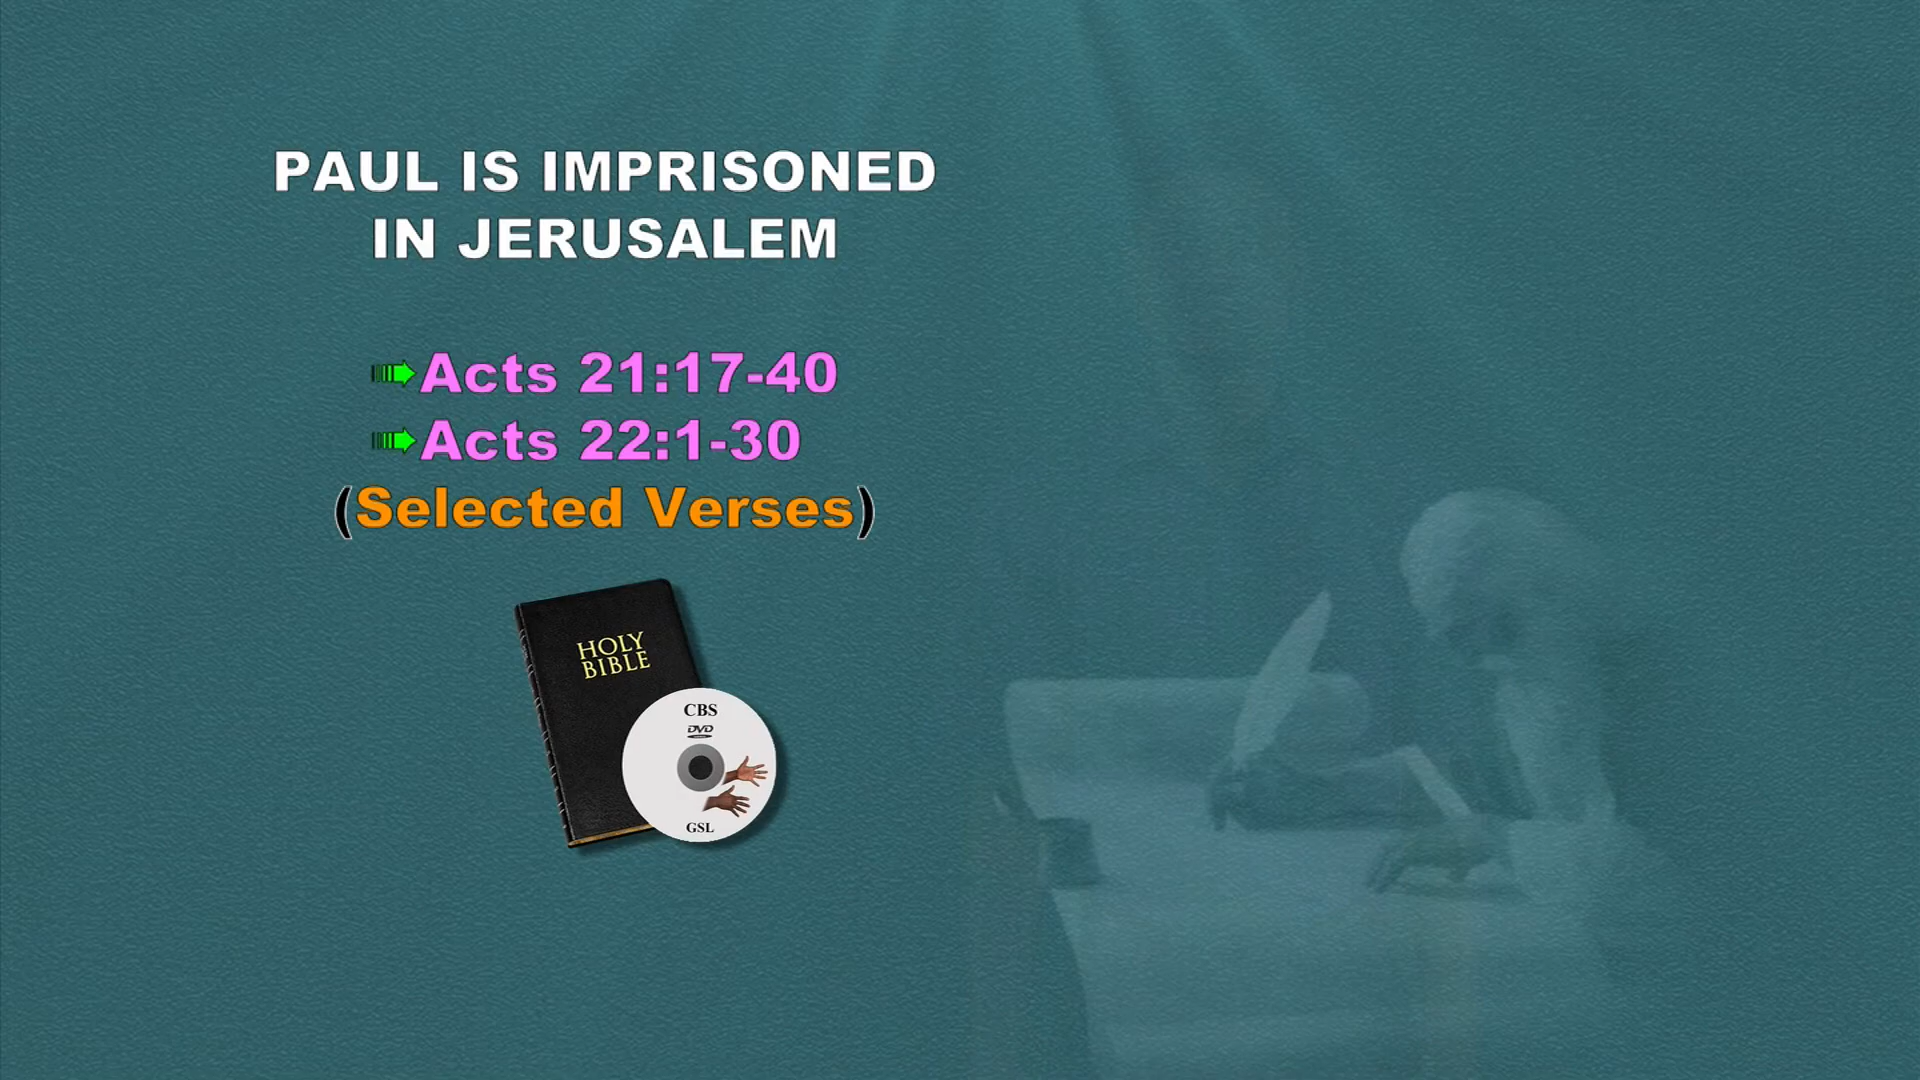 PAUL IS IMPRISONED
IN JERUSALEM
Acts 21:17-40
Acts 22:1-30
(Selected Verses)
HOLY
BIBLE
CBS
DVD
GSL